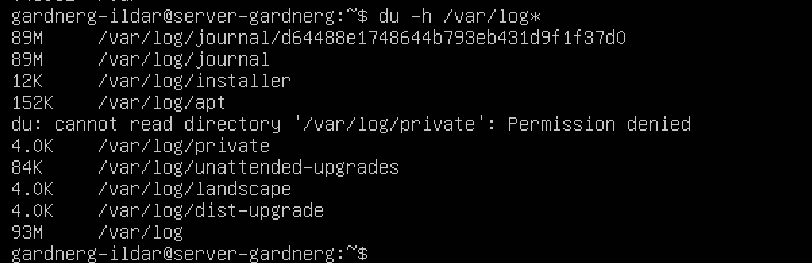 gardnerg-ildar@server-gardnerg:~$ du -h /var/log*
89M /var/log/journal/d64488e1748644b793eb431d9f1f37d0
89M /var/log/journal
12K /var/log/installer
152K /var/log/apt
du: cannot read directory '/var/log/private': Permission denied
4.0K /var/log/private
84K /var/log/unattended-upgrades
4.0K /var/log/landscape
4.0K /var/log/dist-upgrade
93M /var/log
gardnerg-ildar@server-gardnerg:~$